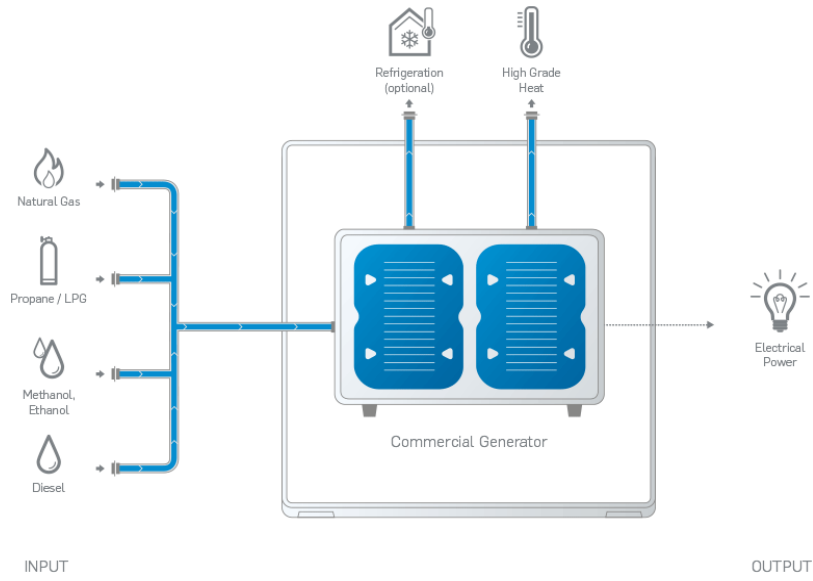 Refrigeration
(optional)
High Grade
Heat
Natural Gas
Propane / LPG
Methanol,
Ethanol
Diesel
Commercial Generator
Electrical
Power
INPUT
OUTPUT